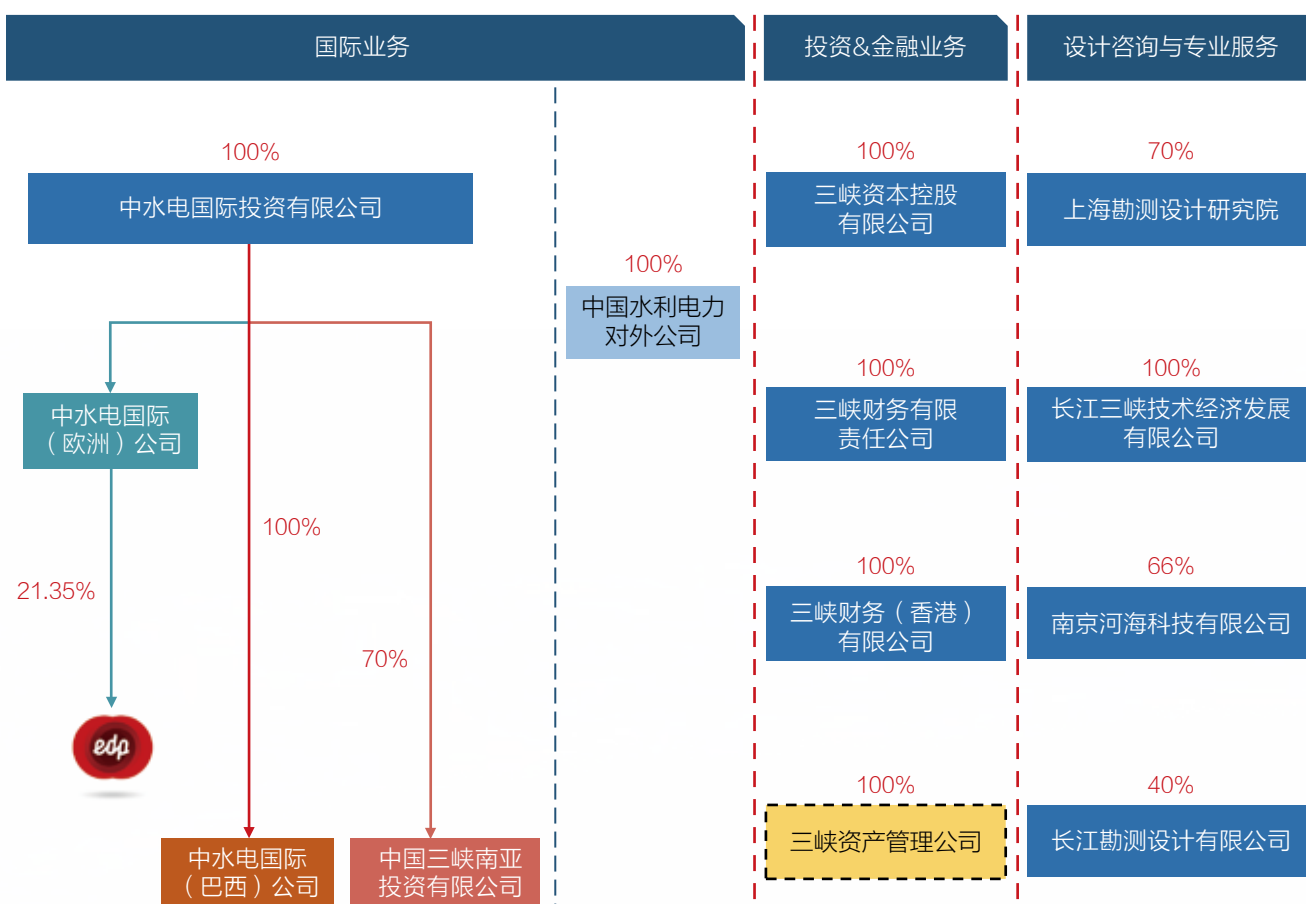 国际业务
投资&金融业务
设计咨询与专业服务
100%
中水电国际投资有限公司
100%
中国水利电力
对外公司
中水电国际
（欧洲）公司
21.35%
edp
100%
中水电国际
（巴西）公司
70%
中国三峡南亚
投资有限公司
100%
三峡资本控股
有限公司
100%
三峡财务有限
责任公司
100%
三峡财务（香港）
有限公司
100%
三峡资产管理公司
70%
上海勘测设计研究院
100%
长江三峡技术经济发展
有限公司
66%
南京河海科技有限公司
40%
长江勘测设计有限公司